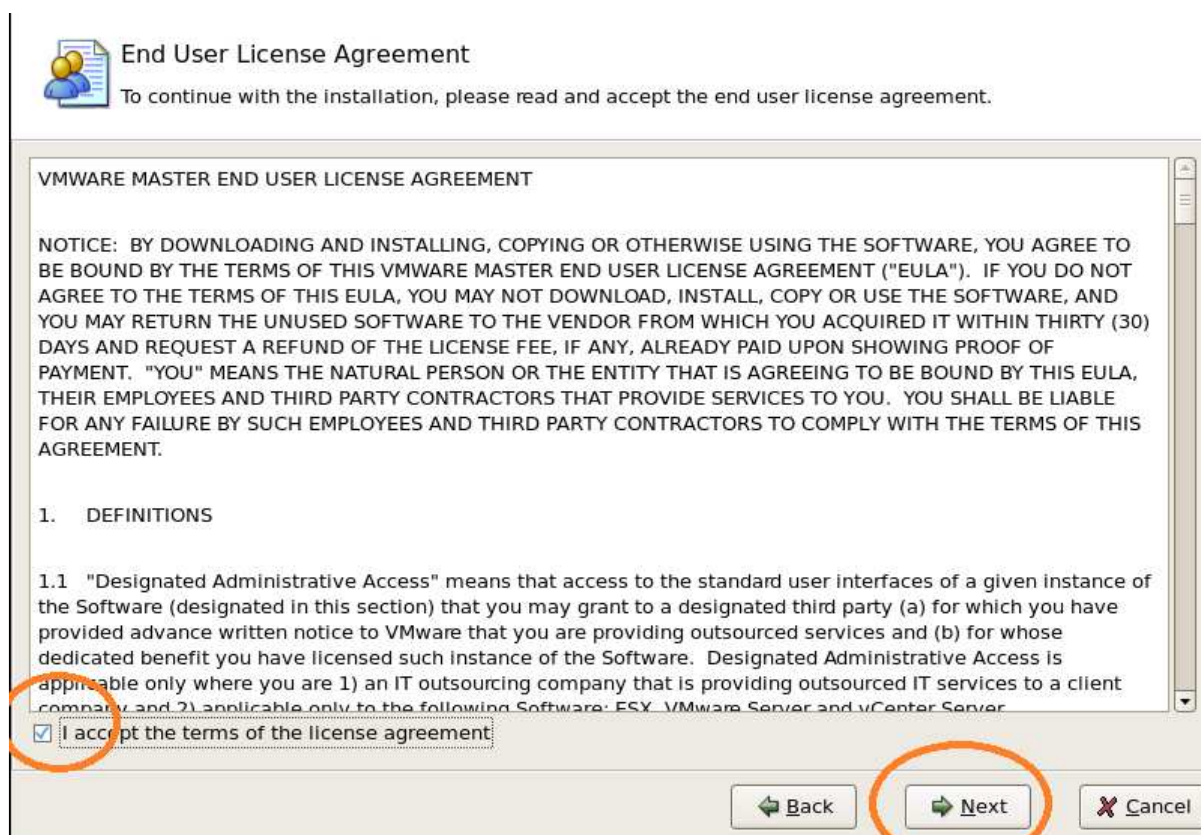 End User License Agreement
To continue with the installation, please read and accept the end user license agreement.
VMWARE MASTER END USER LICENSE AGREEMENT
NOTICE:  BY DOWNLOADING AND INSTALLING, COPYING OR OTHERWISE USING THE SOFTWARE, YOU AGREE TO
BE BOUND BY THE TERMS OF THIS VMWARE MASTER END USER LICENSE AGREEMENT ("EULA").  IF YOU DO NOT
AGREE TO THE TERMS OF THIS EULA, YOU MAY NOT DOWNLOAD, INSTALL, COPY OR USE THE SOFTWARE, AND
YOU MAY RETURN THE UNUSED SOFTWARE TO THE VENDOR FROM WHICH YOU ACQUIRED IT WITHIN THIRTY (30)
DAYS AND REQUEST A REFUND OF THE LICENSE FEE, IF ANY, ALREADY PAID UPON SHOWING PROOF OF
PAYMENT.  "YOU" MEANS THE NATURAL PERSON OR THE ENTITY THAT IS AGREEING TO BE BOUND BY THIS EULA,
THEIR EMPLOYEES AND THIRD PARTY CONTRACTORS THAT PROVIDE SERVICES TO YOU.  YOU SHALL BE LIABLE
FOR ANY FAILURE BY SUCH EMPLOYEES AND THIRD PARTY CONTRACTORS TO COMPLY WITH THE TERMS OF THIS
AGREEMENT.
1.    DEFINITIONS
1.1   "Designated Administrative Access" means that access to the standard user interfaces of a given instance of
the Software (designated in this section) that you may grant to a designated third party (a) for which you have
provided advance written notice to VMware that you are providing outsourced services and (b) for whose
dedicated benefit you have licensed such instance of the Software.  Designated Administrative Access is
applicable only where you are 1) an IT outsourcing company that is providing outsourced IT services to a client
company and 2) applicable only to the following Software: ESX, VMware Server and vCenter Server
I accept the terms of the license agreement
Back
Next
Cancel